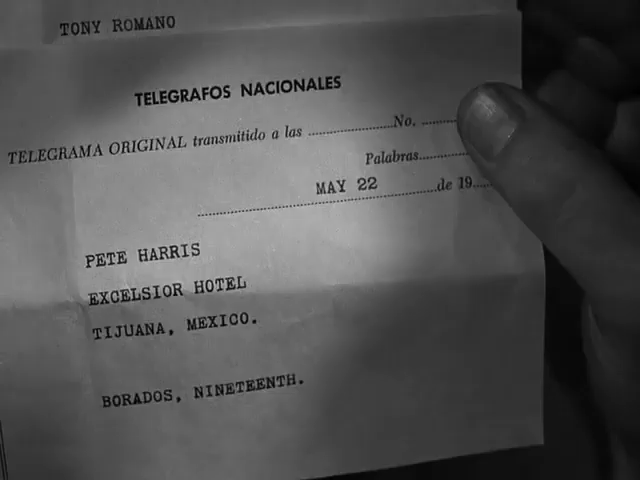 TONY ROMANO
TELEGRAFOS NACIONALES
TELEGRAMA ORIGINAL transmitido a las ............No. ........
Palabras............
MAY 22 ............de 19.....
PETE HARRIS
EXCELSIOR HOTEL
TIJUANA, MEXICO.
BORADOS, NINETEENTH.